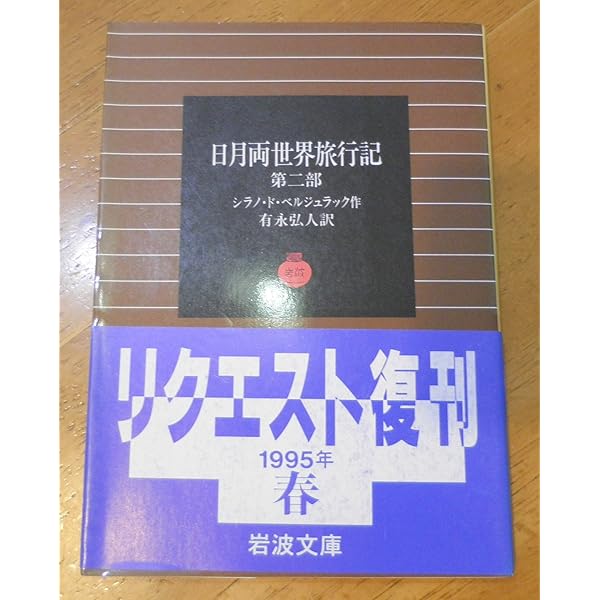 日月両世界旅行記
第二部
シラノ・ド・ベルジュラック作
有永弘人訳
リクエスト復刊
1995年
春
岩波文庫